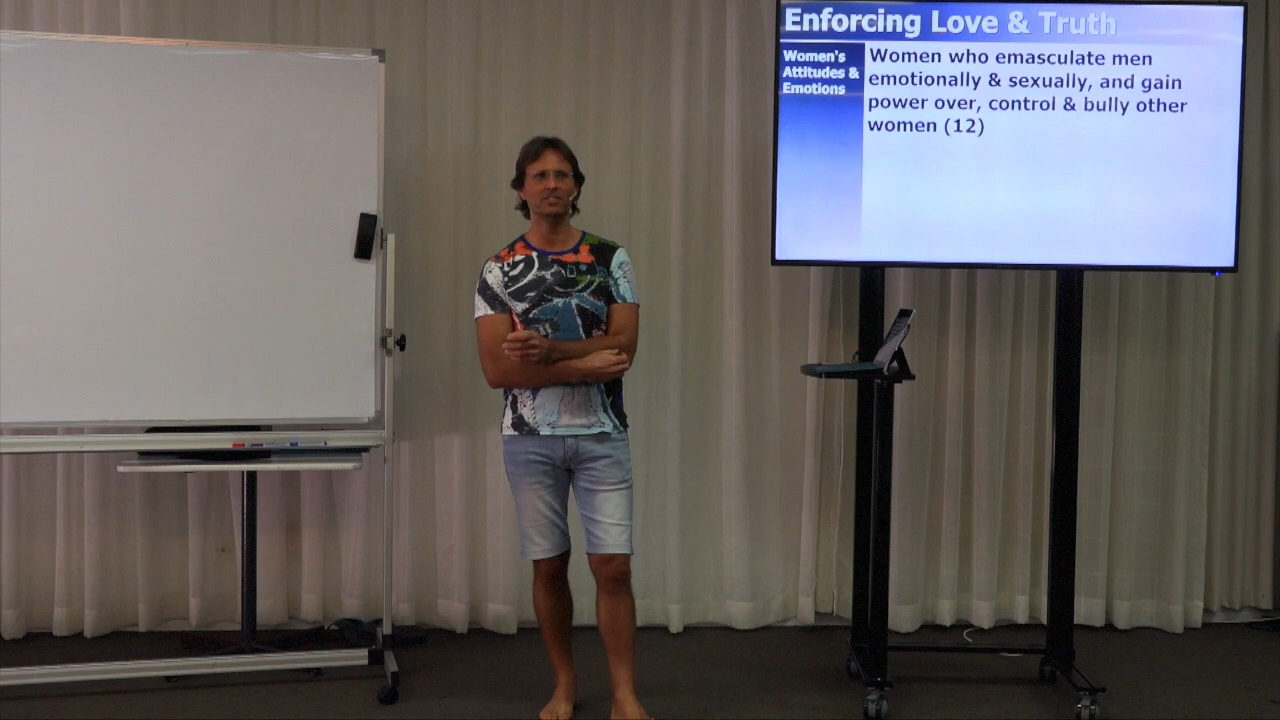 Enforcing Love & Truth
Women's
Attitudes &
Emotions
Women who emasculate men
emotionally & sexually, and gain
power over, control & bully other
women (12)